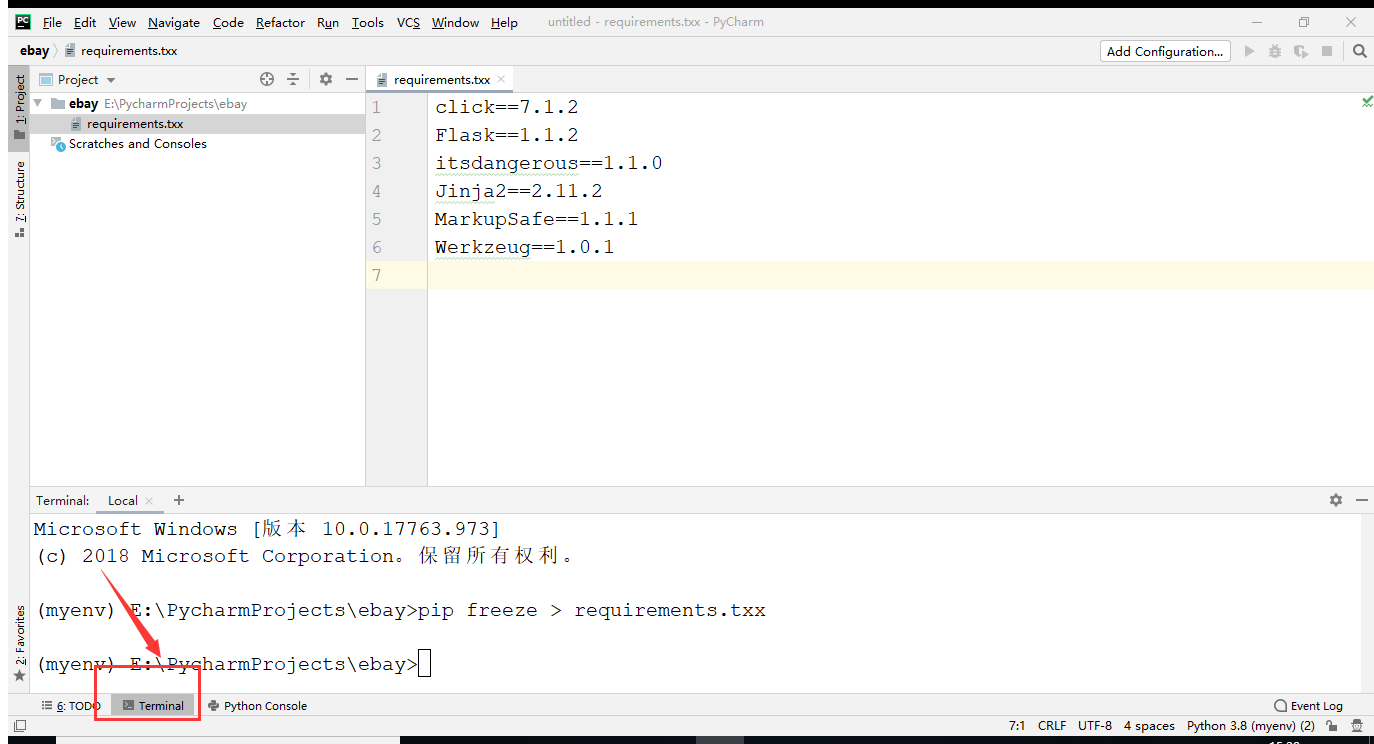 PC File Edit View Navigate Code Refactor Run Tools VCS Window Help untitled - requirements.txx - PyCharm
ebay requirements.txx Add Configuration...
1: Project
Project
requirements.txx
ebay E:\PycharmProjects\ebay
requirements.txx
Scratches and Consoles
7: Structure
1 click==7.1.2
2 Flask==1.1.2
3 itsdangerous==1.1.0
4 Jinja2==2.11.2
5 MarkupSafe==1.1.1
6 Werkzeug==1.0.1
7
Terminal: Local
Microsoft Windows [版本 10.0.17763.973]
(c) 2018 Microsoft Corporation。保留所有权利。
(myenv) E:\PycharmProjects\ebay>pip freeze > requirements.txx
(myenv) E:\PycharmProjects\ebay>
2: Favorites
6: TODO Terminal Python Console Event Log
7:1 CRLF UTF-8 4 spaces Python 3.8 (myenv) (2)